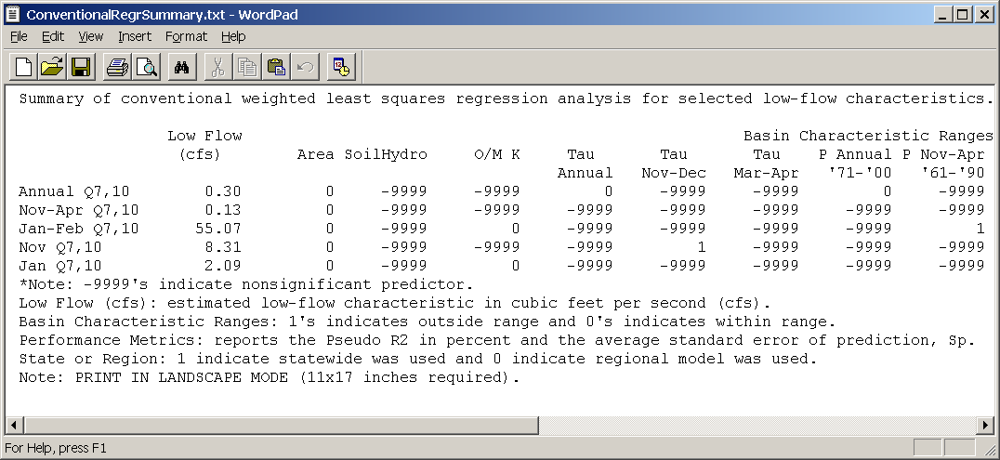 ConventionalRegrSummary.txt - WordPad
File Edit View Insert Format Help
Summary of conventional weighted least squares regression analysis for selected low-flow characteristics.
Low Flow Basin Characteristic Ranges
(cfs) Area SoilHydro O/M K Tau Tau Tau P Annual P Nov-Apr
Annual Nov-Dec Mar-Apr '71-'00 '61-'90
Annual Q7,10 0.30 0 -9999 -9999 0 -9999 -9999 0 -9999
Nov-Apr Q7,10 0.13 0 -9999 -9999 -9999 -9999 -9999 -9999 -9999
Jan-Feb Q7,10 55.07 0 -9999 0 -9999 -9999 -9999 -9999 1
Nov Q7,10 8.31 0 -9999 -9999 -9999 1 -9999 -9999 -9999
Jan Q7,10 2.09 0 -9999 0 -9999 -9999 -9999 -9999 -9999
*Note: -9999's indicate nonsignificant predictor.
Low Flow (cfs): estimated low-flow characteristic in cubic feet per second (cfs).
Basin Characteristic Ranges: 1's indicates outside range and 0's indicates within range.
Performance Metrics: reports the Pseudo R2 in percent and the average standard error of prediction, Sp.
State or Region: 1 indicate statewide was used and 0 indicate regional model was used.
Note: PRINT IN LANDSCAPE MODE (11x17 inches required).
For Help, press F1